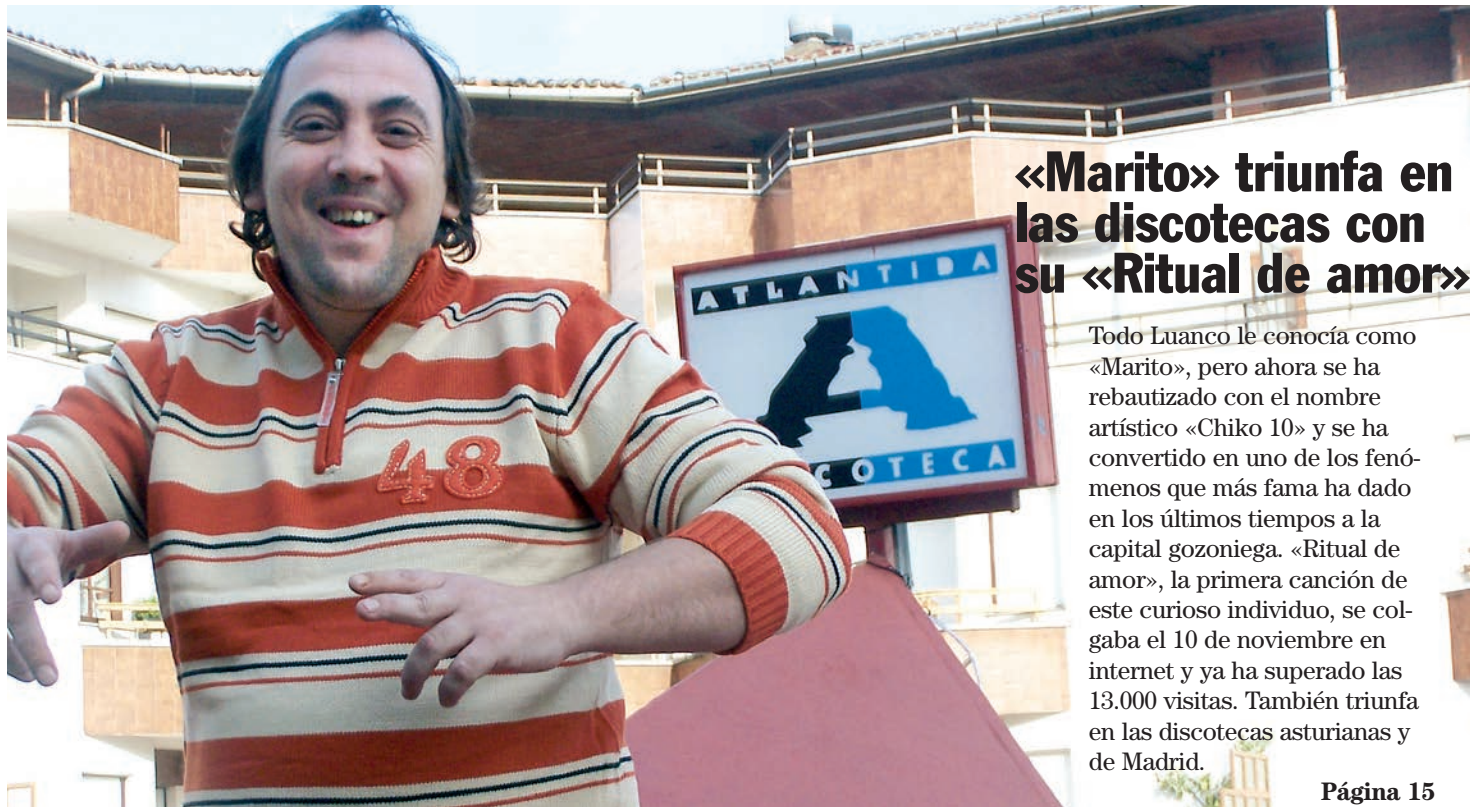 «Marito» triunfa en
las discotecas con
su «Ritual de amor»
Todo Luanco le conocía como
«Marito», pero ahora se ha
rebautizado con el nombre
artístico «Chiko 10» y se ha
convertido en uno de los fenó-
menos que más fama ha dado
en los últimos tiempos a la
capital gozoniega. «Ritual de
amor», la primera canción de
este curioso individuo, se col-
gaba el 10 de noviembre en
internet y ya ha superado las
13.000 visitas. También triunfa
en las discotecas asturianas y
de Madrid.
Página 15
ATLANTIDA
A
COTECA
48